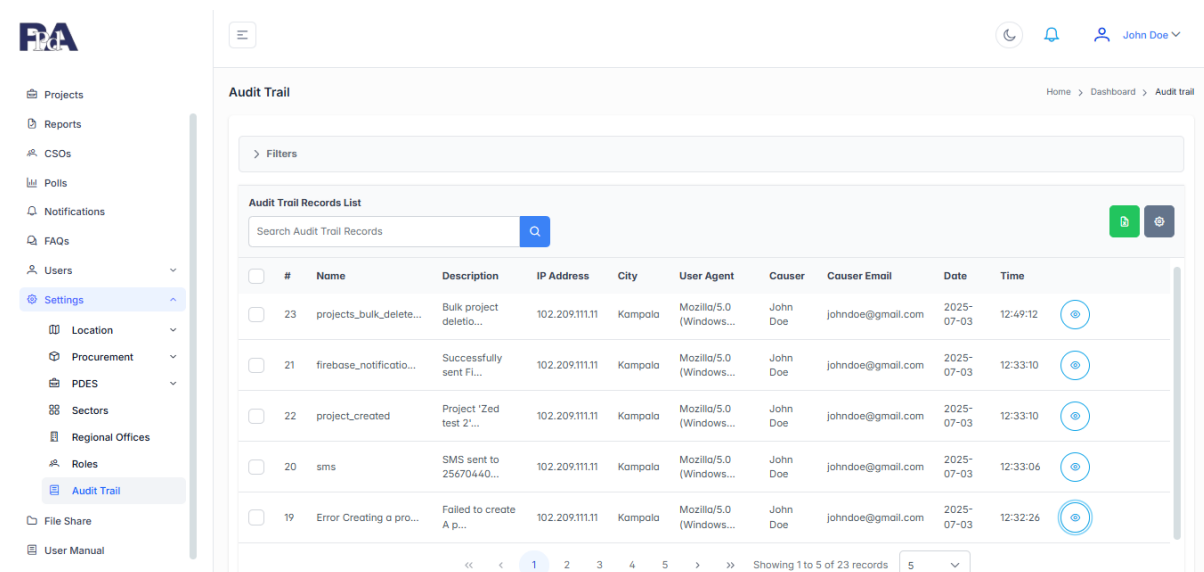 PPdA
John Doe
Projects
Reports
CSOs
Polls
Notifications
FAQs
Users
Settings
Location
Procurement
PDES
Sectors
Regional Offices
Roles
Audit Trail
File Share
User Manual
Audit Trail
Home > Dashboard > Audit trail
Filters
Audit Trail Records List
Search Audit Trail Records
# Name Description IP Address City User Agent Causer Causer Email Date Time
23 projects_bulk_delete... Bulk project 102.209.111.11 Kampala Mozilla/5.0 John johndoe@gmail.com 2025- 12:49:12
deletio... (Windows... Doe 07-03
21 firebase_notificatio... Successfully 102.209.111.11 Kampala Mozilla/5.0 John johndoe@gmail.com 2025- 12:33:10
sent Fi... (Windows... Doe 07-03
22 project_created Project 'Zed 102.209.111.11 Kampala Mozilla/5.0 John johndoe@gmail.com 2025- 12:33:10
test 2'... (Windows... Doe 07-03
20 sms SMS sent to 102.209.111.11 Kampala Mozilla/5.0 John johndoe@gmail.com 2025- 12:33:06
25670440... (Windows... Doe 07-03
19 Error Creating a pro... Failed to create 102.209.111.11 Kampala Mozilla/5.0 John johndoe@gmail.com 2025- 12:32:26
A p... (Windows... Doe 07-03
<< < 1 2 3 4 5 > >> Showing 1 to 5 of 23 records 5